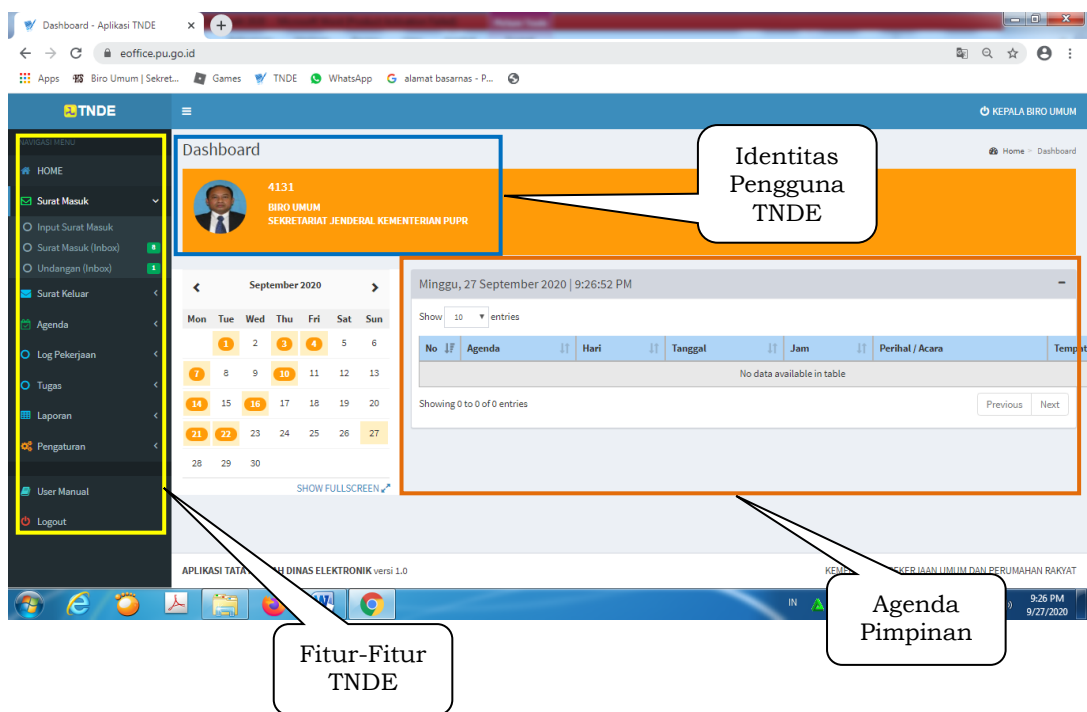 Dashboard - Aplikasi TNDE
eoffice.pu.go.id
Apps
Biro Umum | Sekret...
Games
TNDE
WhatsApp
alamat basarnas - P...
TNDE
KEPALA BIRO UMUM
NAVIGASI MENU
HOME
Surat Masuk
Input Surat Masuk
Surat Masuk (Inbox) 8
Undangan (Inbox) 1
Surat Keluar
Agenda
Log Pekerjaan
Tugas
Laporan
Pengaturan
User Manual
Logout
Dashboard
Home > Dashboard
4131
BIRO UMUM
SEKRETARIAT JENDERAL KEMENTERIAN PUPR
Identitas
Pengguna
TNDE
September 2020
Mon Tue Wed Thu Fri Sat Sun
1 2 3 4 5 6
7 8 9 10 11 12 13
14 15 16 17 18 19 20
21 22 23 24 25 26 27
28 29 30
SHOW FULLSCREEN
Minggu, 27 September 2020 | 9:26:52 PM
Show 10 entries
No Agenda Hari Tanggal Jam Perihal / Acara Tempat
No data available in table
Showing 0 to 0 of 0 entries
Previous Next
APLIKASI TATA DINAS ELEKTRONIK versi 1.0
UMUM DAN PERUMAHAN RAKYAT
IN
9:26 PM
9/27/2020
Fitur-Fitur
TNDE
Agenda
Pimpinan